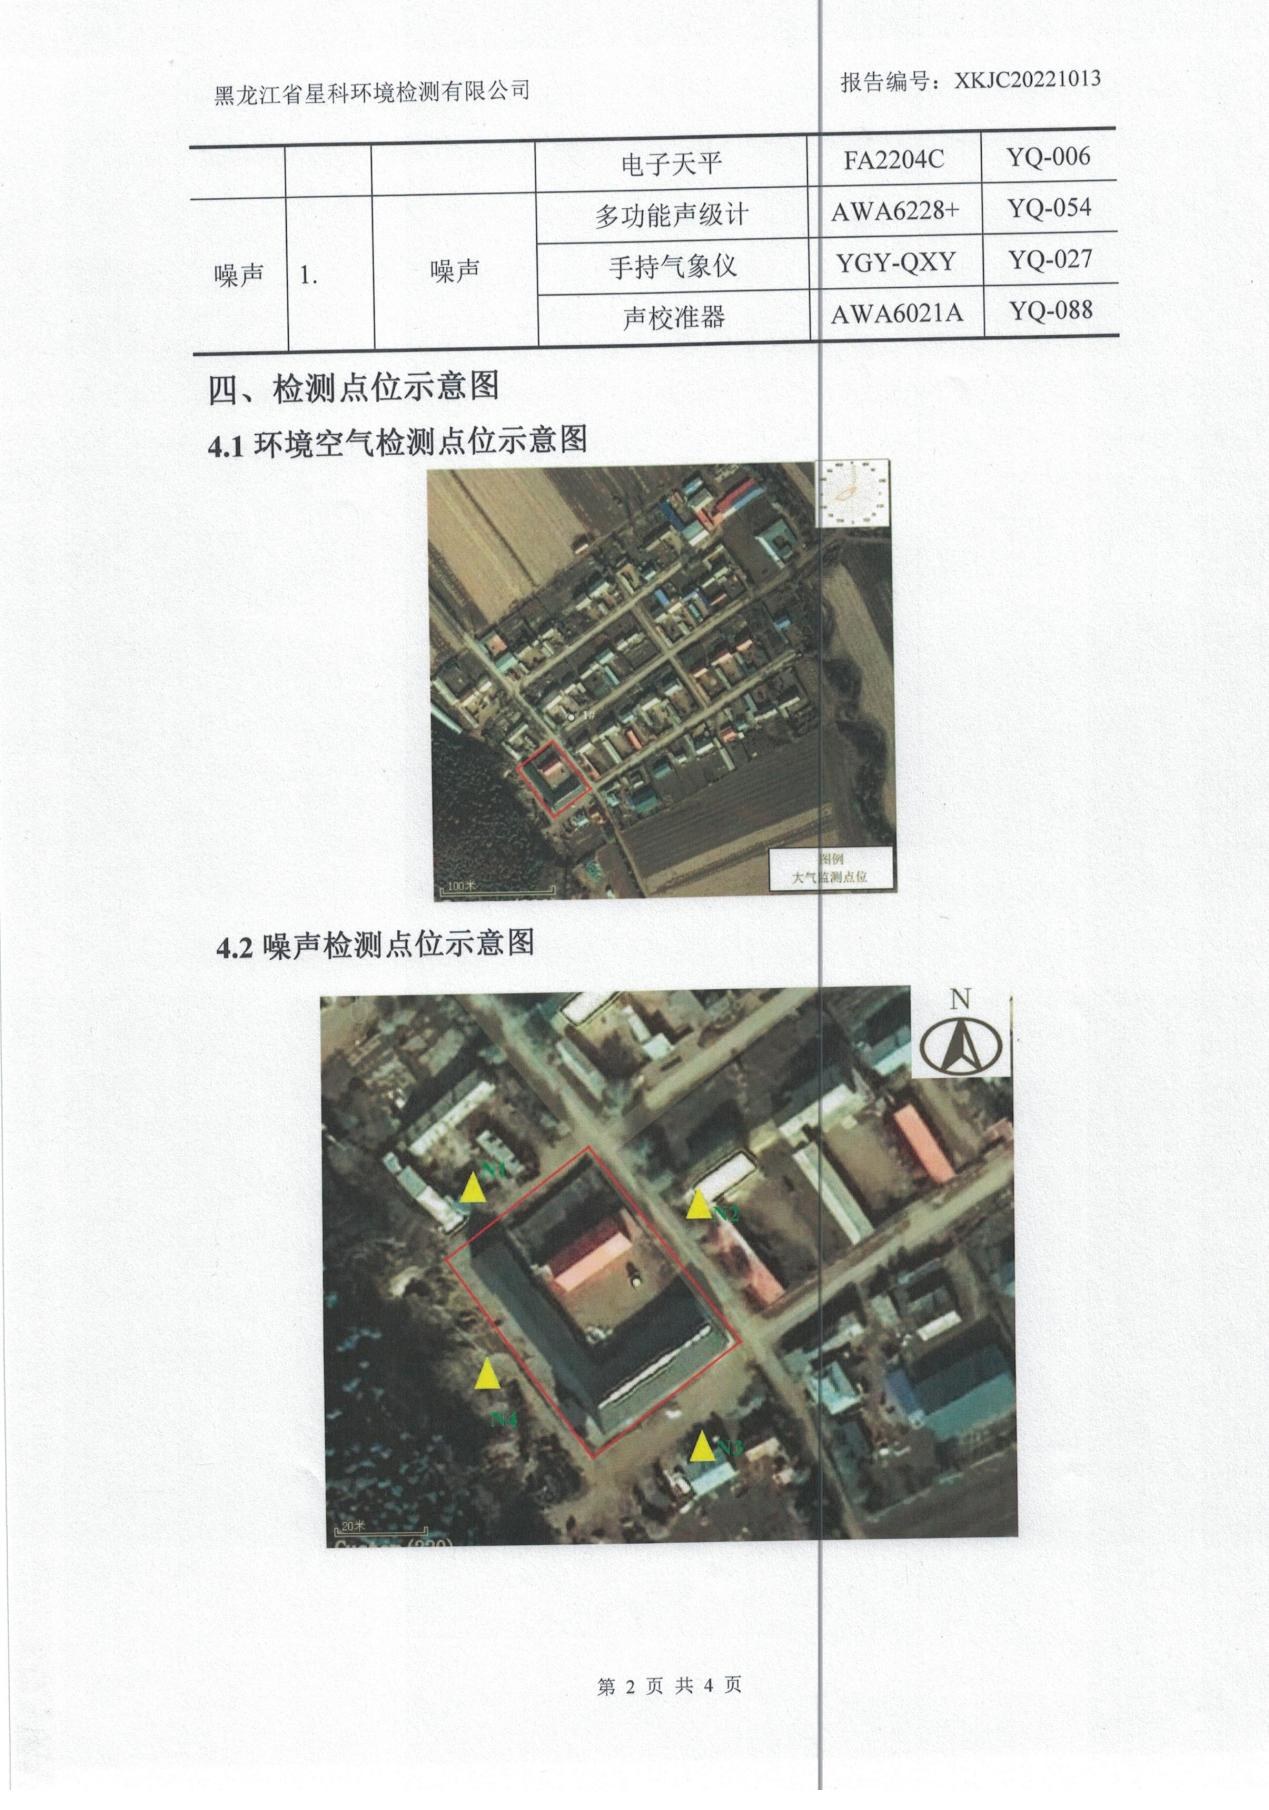 黑龙江省星科环境检测有限公司 报告编号：XKJC20221013
电子天平 FA2204C YQ-006
噪声 1. 噪声 多功能声级计 AWA6228+ YQ-054
手持气象仪 YGY-QXY YQ-027
声校准器 AWA6021A YQ-088
四、检测点位示意图
4.1 环境空气检测点位示意图
1#
图例
大气监测点位
100米
4.2 噪声检测点位示意图
N
N1
N2
N4
N3
20米
第 2 页 共 4 页